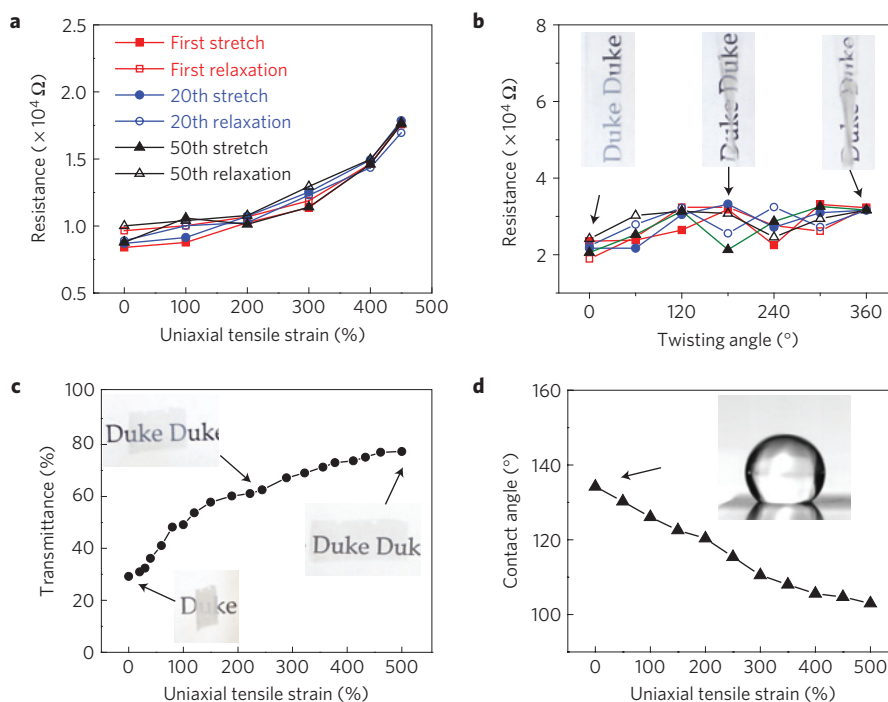 a
Resistance (×10⁴ Ω)
2.5
2.0
1.5
1.0
0.5
First stretch
First relaxation
20th stretch
20th relaxation
50th stretch
50th relaxation
0 100 200 300 400 500
Uniaxial tensile strain (%)
b
Resistance (×10⁴ Ω)
8
6
4
2
Duke Duke
Duke Duke
Duke Duke
0 120 240 360
Twisting angle (°)
c
Transmittance (%)
100
80
60
40
20
0
Duke Duke
Duke Duk
Duke
0 100 200 300 400 500
Uniaxial tensile strain (%)
d
Contact angle (°)
160
140
120
100
0 100 200 300 400 500
Uniaxial tensile strain (%)